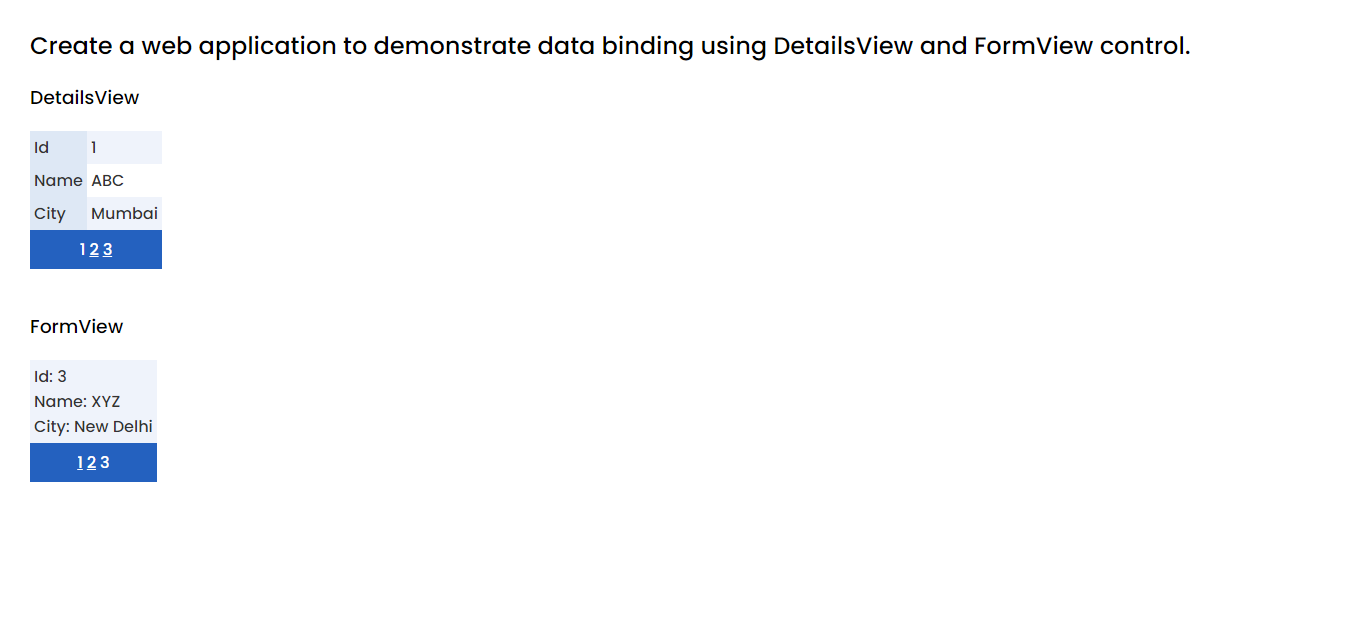 Create a web application to demonstrate data binding using DetailsView and FormView control.
DetailsView
Id 1
Name ABC
City Mumbai
1 2 3
FormView
Id: 3
Name: XYZ
City: New Delhi
1 2 3